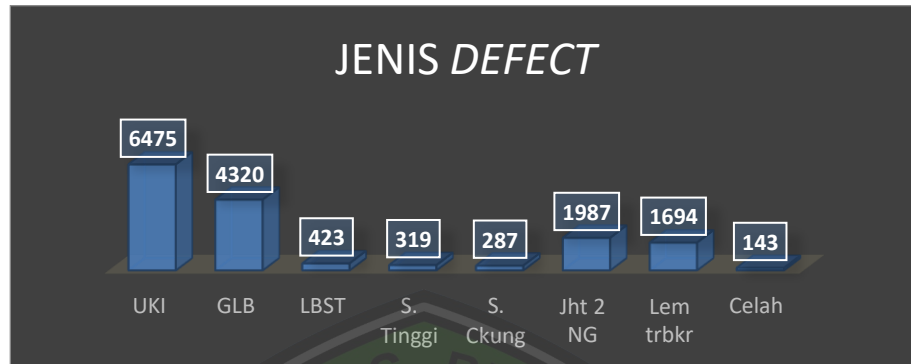 JENIS DEFECT
6475
4320
423
319
287
1987
1694
143
UKI
GLB
LBST
S.
Tinggi
S.
Ckung
Jht 2
NG
Lem
trbkr
Celah